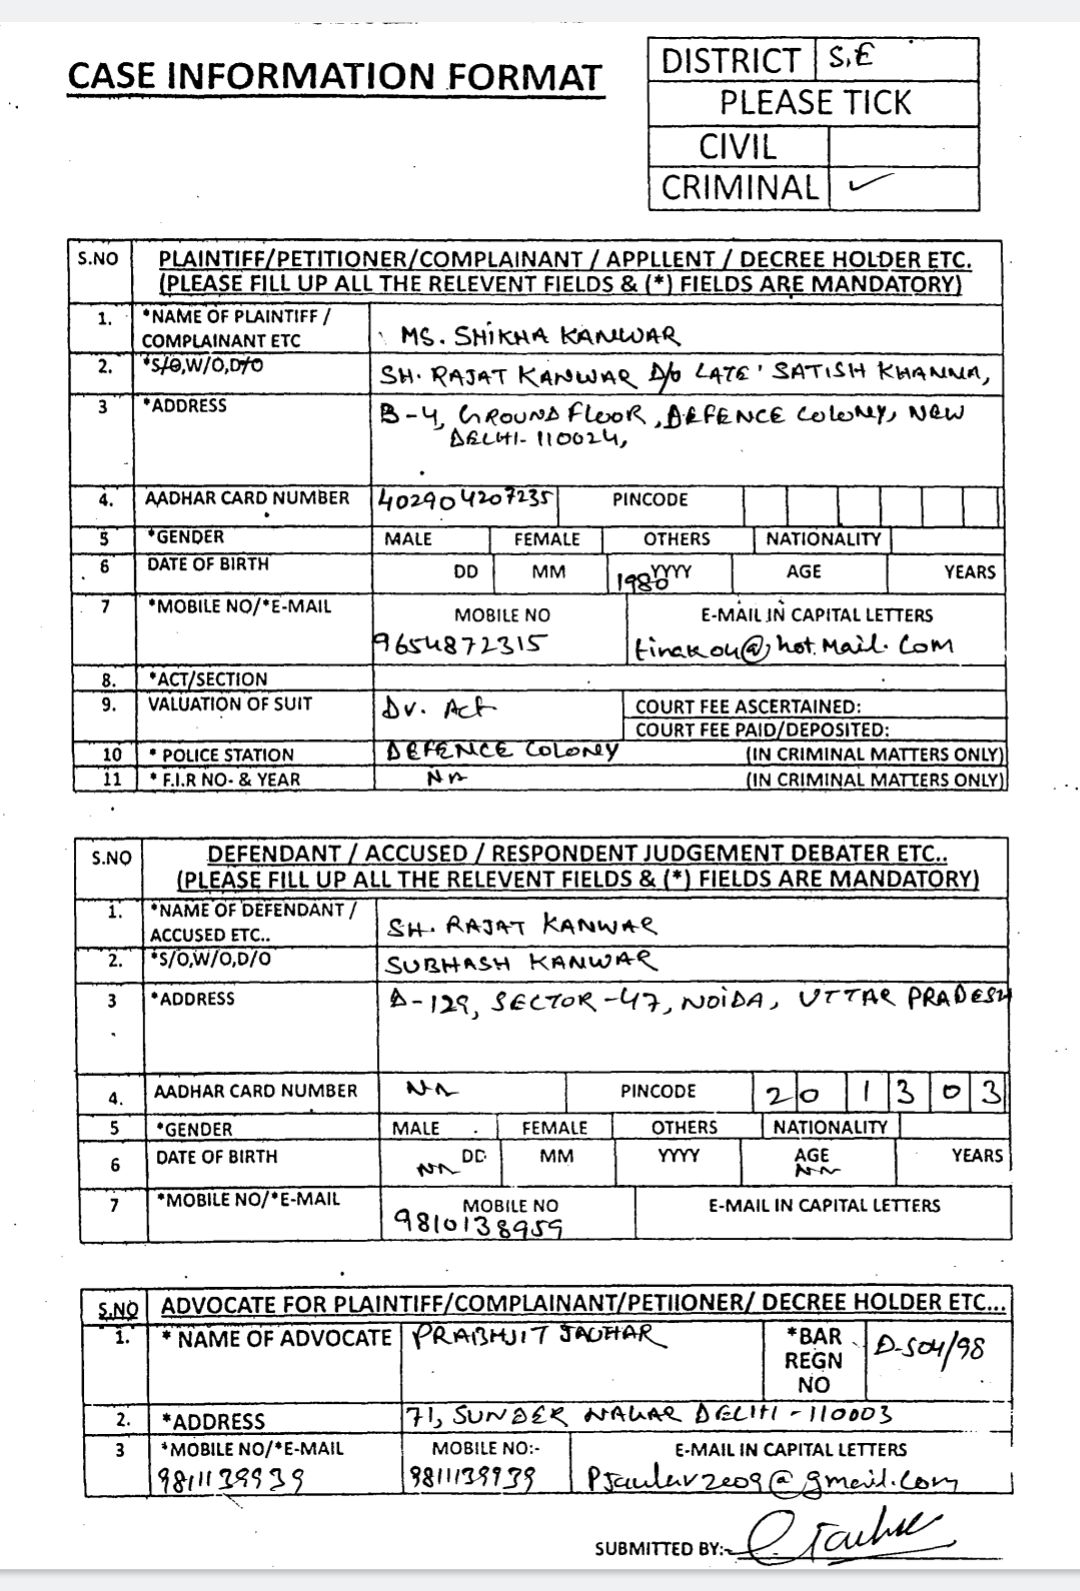 CASE INFORMATION FORMAT
DISTRICT S.E
PLEASE TICK
CIVIL
CRIMINAL ✓
S.NO PLAINTIFF/PETITIONER/COMPLAINANT / APPLLENT / DECREE HOLDER ETC.
(PLEASE FILL UP ALL THE RELEVENT FIELDS & (*) FIELDS ARE MANDATORY)
1. *NAME OF PLAINTIFF /
COMPLAINANT ETC MS. SHIKHA KANWAR
2. *S/O,W/O,D/O SH. RAJAT KANWAR D/o LATE SATISH KHANNA,
3 *ADDRESS B-4, GROUND FLOOR, DEFENCE COLONY, NEW
DELHI-110024,
4. AADHAR CARD NUMBER 402904207235 PINCODE
5 *GENDER MALE FEMALE OTHERS NATIONALITY
6 DATE OF BIRTH DD MM 1980 YYYY AGE YEARS
7 *MOBILE NO/*E-MAIL MOBILE NO E-MAIL IN CAPITAL LETTERS
9654872315 @hotmail.com
8. *ACT/SECTION
9. VALUATION OF SUIT DV. Act COURT FEE ASCERTAINED:
COURT FEE PAID/DEPOSITED:
10 * POLICE STATION DEFENCE COLONY (IN CRIMINAL MATTERS ONLY)
11 * F.I.R NO- & YEAR NA (IN CRIMINAL MATTERS ONLY)
S.NO DEFENDANT / ACCUSED / RESPONDENT JUDGEMENT DEBATER ETC..
(PLEASE FILL UP ALL THE RELEVENT FIELDS & (*) FIELDS ARE MANDATORY)
1. *NAME OF DEFENDANT /
ACCUSED ETC.. SH. RAJAT KANWAR
2. *S/O,W/O,D/O SUBHASH KANWAR
3 *ADDRESS D-129, SECTOR-47, NOIDA, UTTAR PRADESH
4. AADHAR CARD NUMBER NA PINCODE 2 0 1 3 0 3
5 *GENDER MALE FEMALE OTHERS NATIONALITY
6 DATE OF BIRTH NA DD MM YYYY AGE NA YEARS
7 *MOBILE NO/*E-MAIL MOBILE NO E-MAIL IN CAPITAL LETTERS
9810138959
S.NO ADVOCATE FOR PLAINTIFF/COMPLAINANT/PETIIONER/ DECREE HOLDER ETC...
1. * NAME OF ADVOCATE PRABHJIT JAUHAR *BAR
REGN
NO D-504/98
2. *ADDRESS 71, SUNDER NAGAR DELHI-110003
3 *MOBILE NO/*E-MAIL MOBILE NO:- E-MAIL IN CAPITAL LETTERS
9811139939 9811139939 Pjauhar2009@gmail.com
SUBMITTED BY:-